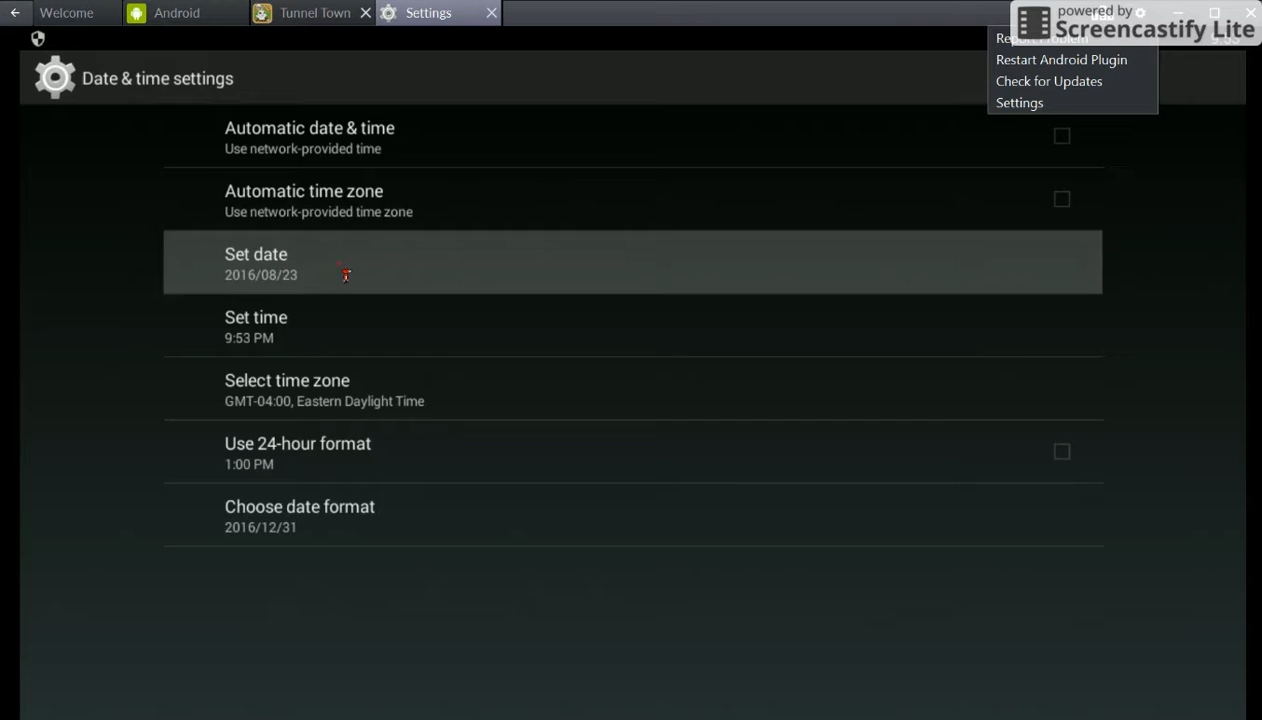 Welcome
Android
Tunnel Town
Settings
powered by
Screencastify Lite
Report Problem
Restart Android Plugin
Check for Updates
Settings
Date & time settings
Automatic date & time
Use network-provided time
Automatic time zone
Use network-provided time zone
Set date
2016/08/23
Set time
9:53 PM
Select time zone
GMT-04:00, Eastern Daylight Time
Use 24-hour format
1:00 PM
Choose date format
2016/12/31